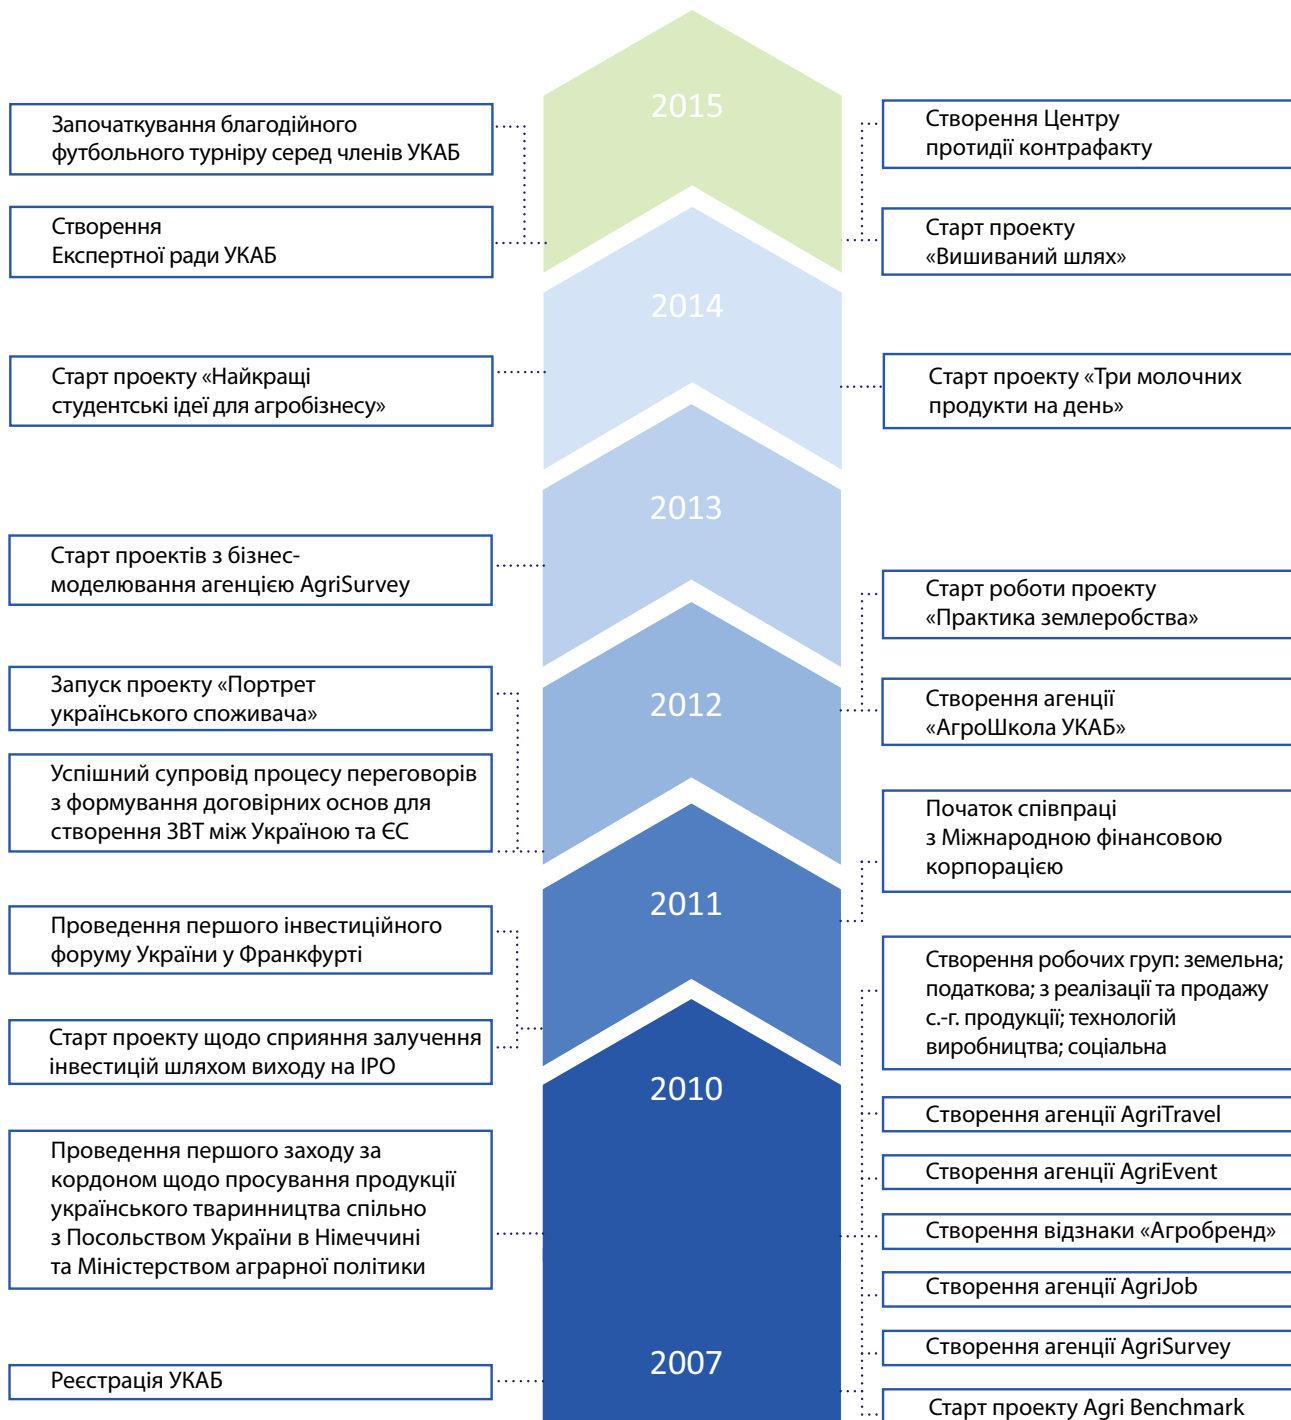 2015
Започаткування благодійного
футбольного турніру серед членів УКАБ
Створення Центру
протидії контрафакту
Створення
Експертної ради УКАБ
Старт проекту
«Вишиваний шлях»
2014
Старт проекту «Найкращі
студентські ідеї для агробізнесу»
Старт проекту «Три молочних
продукти на день»
2013
Старт проектів з бізнес-
моделювання агенцією AgriSurvey
Старт роботи проекту
«Практика землеробства»
2012
Запуск проекту «Портрет
українського споживача»
Створення агенції
«АгроШкола УКАБ»
Успішний супровід процесу переговорів
з формування договірних основ для
створення ЗВТ між Україною та ЄС
Початок співпраці
з Міжнародною фінансовою
корпорацією
2011
Проведення першого інвестиційного
форуму України у Франкфурті
Створення робочих груп: земельна;
податкова; з реалізації та продажу
с.-г. продукції; технологій
виробництва; соціальна
Старт проекту щодо сприяння залучення
інвестицій шляхом виходу на IPO
2010
Створення агенції AgriTravel
Проведення першого заходу за
кордоном щодо просування продукції
українського тваринництва спільно
з Посольством України в Німеччині
та Міністерством аграрної політики
Створення агенції AgriEvent
Створення відзнаки «Агробренд»
Створення агенції AgriJob
2007
Реєстрація УКАБ
Створення агенції AgriSurvey
Старт проекту Agri Benchmark